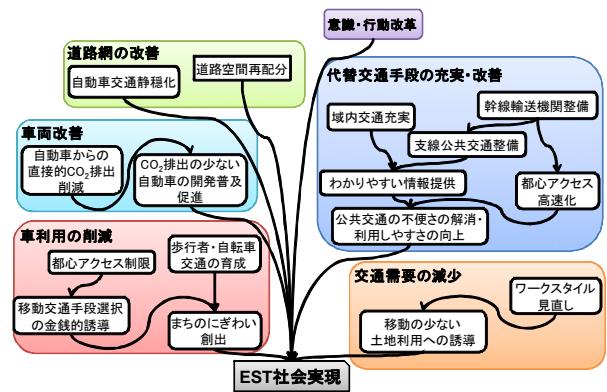 意識・行動改革
道路網の改善
自動車交通静穏化
道路空間再配分
代替交通手段の充実・改善
幹線輸送機関整備
域内交通充実
支線公共交通整備
わかりやすい情報提供
都心アクセス
高速化
公共交通の不便さの解消・
利用しやすさの向上
車両改善
自動車からの
直接的CO₂排出
削減
CO₂排出の少ない
自動車の開発普及
促進
車利用の削減
都心アクセス制限
歩行者・自転車
交通の育成
移動交通手段選択
の金銭的誘導
まちのにぎわい
創出
交通需要の減少
ワークスタイル
見直し
移動の少ない
土地利用への誘導
EST社会実現